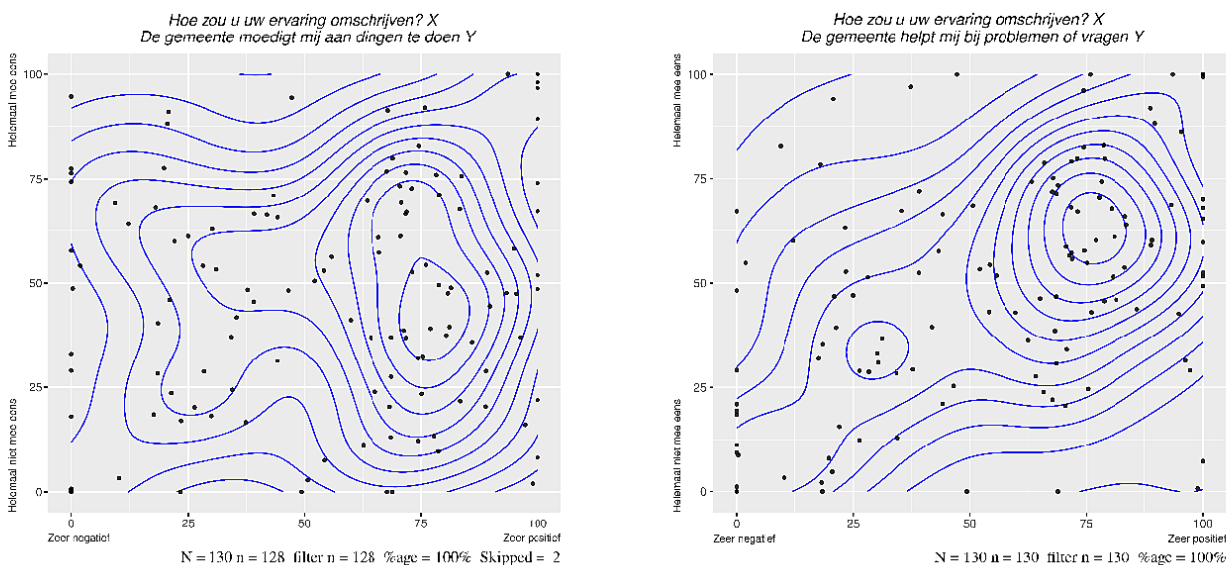 Hoe zou u uw ervaring omschrijven? X
De gemeente moedigt mij aan dingen te doen Y
Helemaal mee eens
100
75
50
25
0
Helemaal niet mee eens
0
25
50
75
100
Zeer negatief
Zeer positief
N = 130 n = 128 filter n = 128 %age = 100% Skipped = 2
Hoe zou u uw ervaring omschrijven? X
De gemeente helpt mij bij problemen of vragen Y
Helemaal mee eens
100
75
50
25
0
Helemaal niet mee eens
0
25
50
75
100
Zeer negatief
Zeer positief
N = 130 n = 130 filter n = 130 %age = 100%